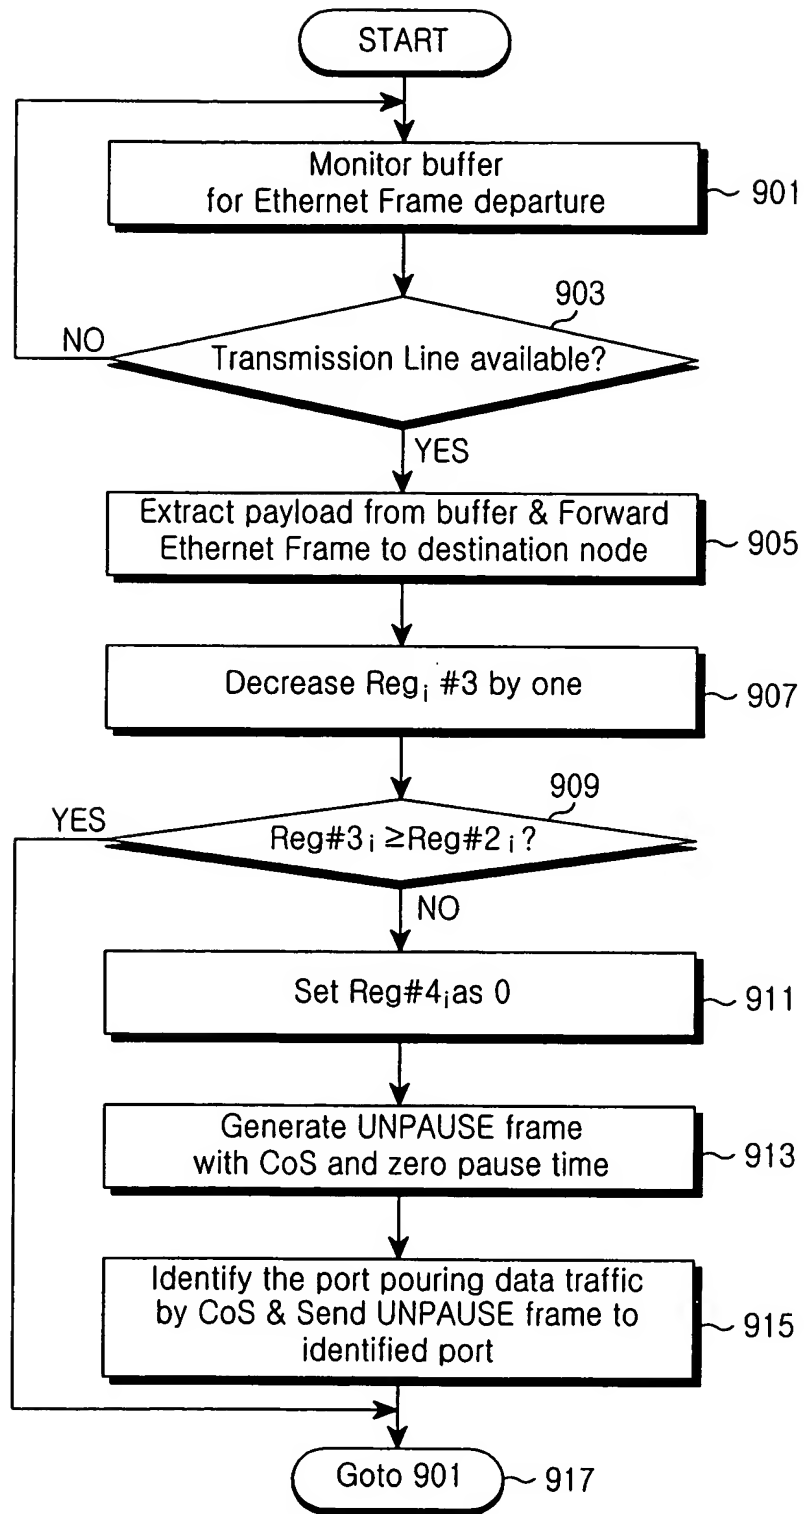 START
Monitor buffer
for Ethernet Frame departure
901
903
NO
Transmission Line available?
YES
Extract payload from buffer & Forward
Ethernet Frame to destination node
905
Decrease Regᵢ #3 by one
907
909
YES
Reg#3ᵢ ≥Reg#2ᵢ?
NO
Set Reg#4ᵢas 0
911
Generate UNPAUSE frame
with CoS and zero pause time
913
Identify the port pouring data traffic
by CoS & Send UNPAUSE frame to
identified port
915
Goto 901
917